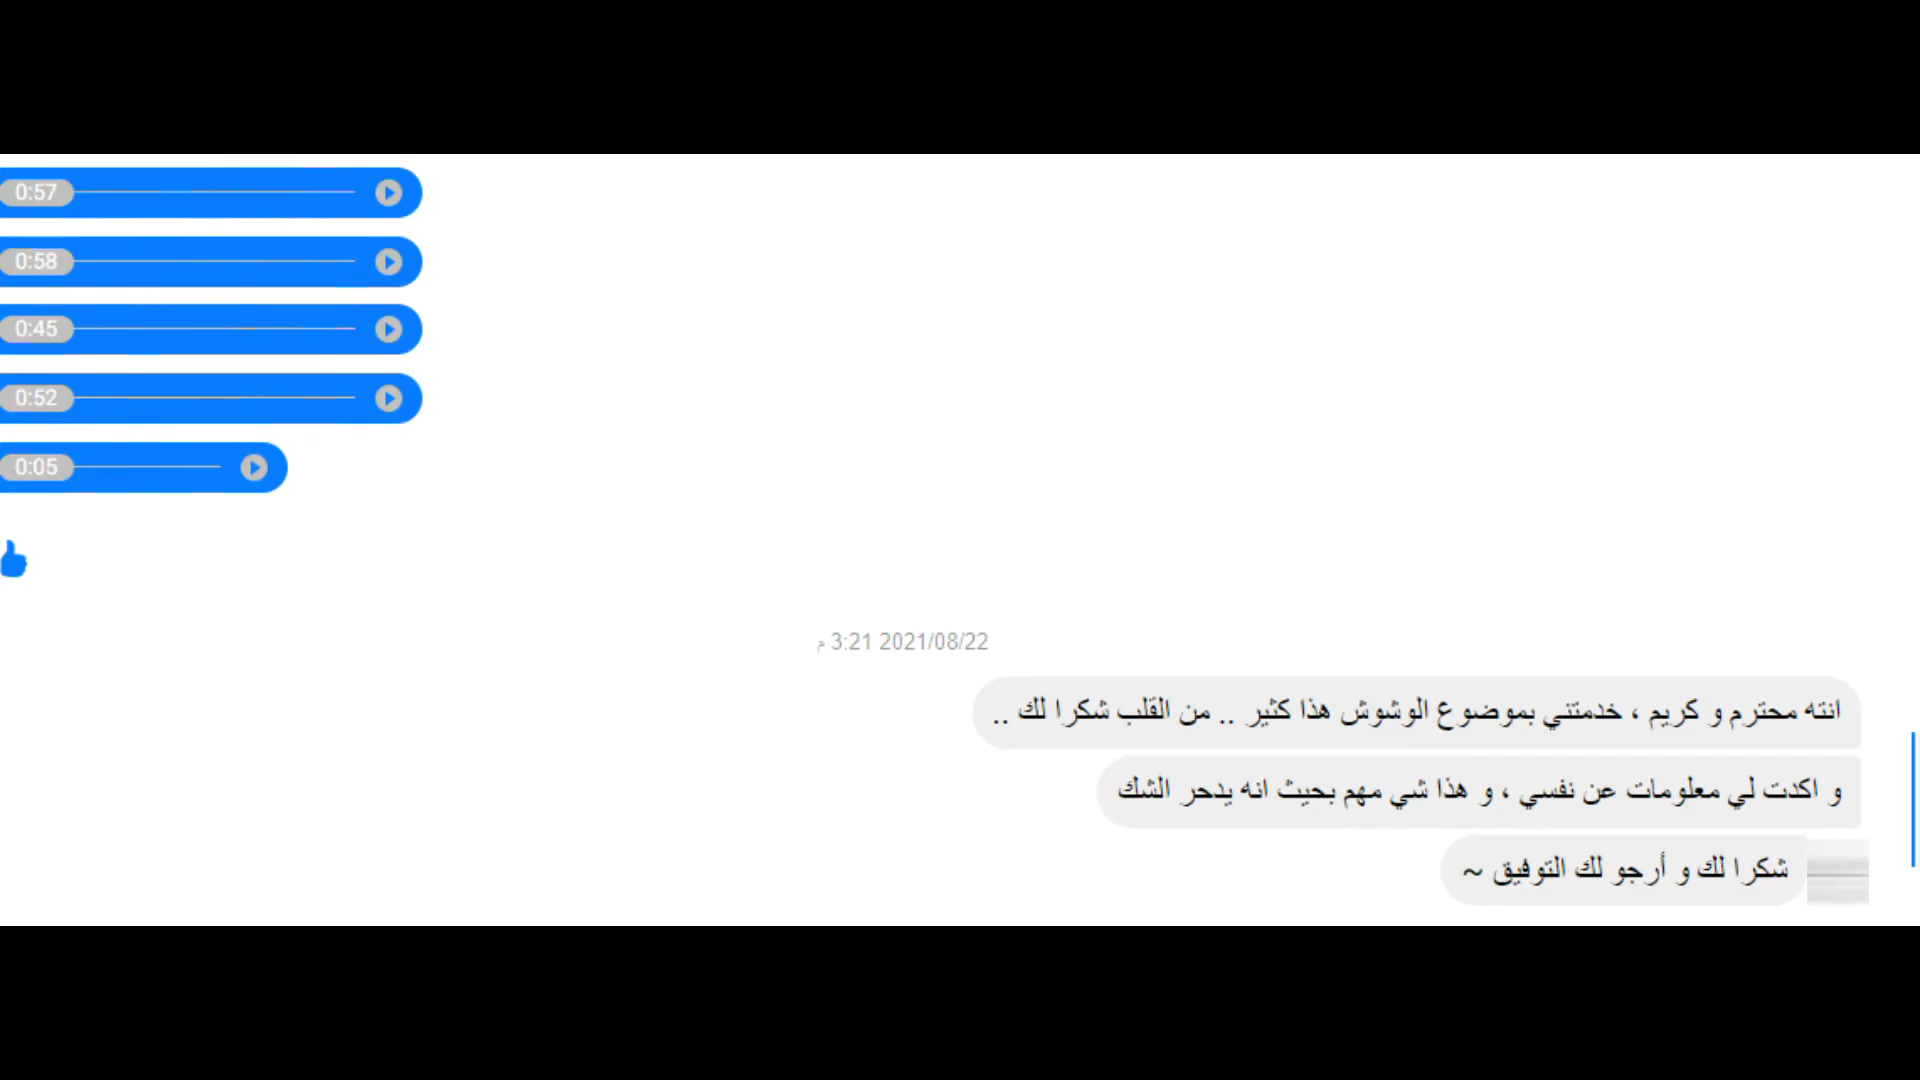 0:57
0:58
0:45
0:52
0:05
2021/08/22 3:21 م
انته محترم و كريم ، خدمتني بموضوع الوشوش هذا كثير .. من القلب شكرا لك ..
و اكدت لي معلومات عن نفسي ، و هذا شي مهم بحيث انه يدحر الشك
شكرا لك و أرجو لك التوفيق ~